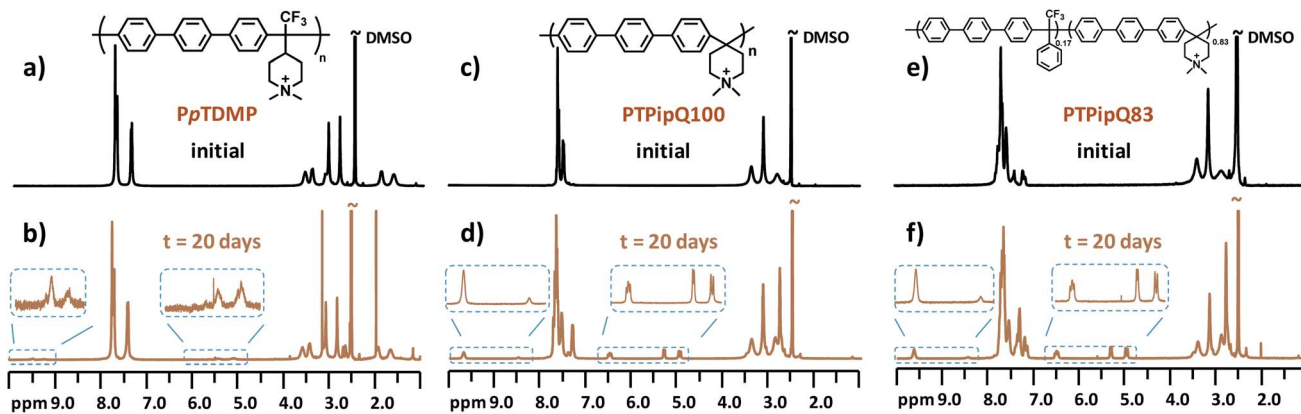 CF₃
n
N
+
~ DMSO
a)
PpTDMP
initial
n
N
+
~ DMSO
c)
PTPipQ100
initial
CF₃
0.17
0.83
N
+
~ DMSO
e)
PTPipQ83
initial
b)
t = 20 days
~
d)
t = 20 days
~
f)
t = 20 days
~
ppm 9.0 8.0 7.0 6.0 5.0 4.0 3.0 2.0
ppm 9.0 8.0 7.0 6.0 5.0 4.0 3.0 2.0
ppm 9.0 8.0 7.0 6.0 5.0 4.0 3.0 2.0